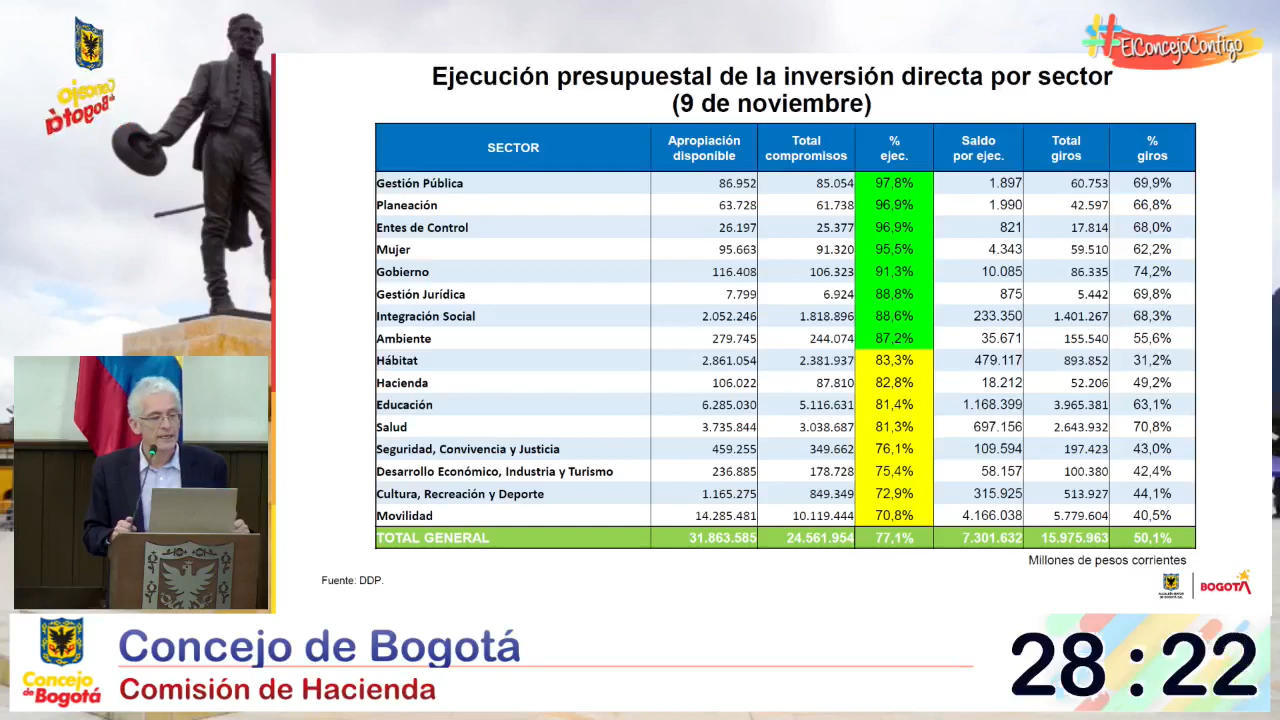 #ElConcejoContigo
Concejo
de Bogotá
Ejecución presupuestal de la inversión directa por sector
(9 de noviembre)
SECTOR Apropiación disponible Total compromisos % ejec. Saldo por ejec. Total giros % giros
Gestión Pública 86.952 85.054 97,8% 1.897 60.753 69,9%
Planeación 63.728 61.738 96,9% 1.990 42.597 66,8%
Entes de Control 26.197 25.377 96,9% 821 17.814 68,0%
Mujer 95.663 91.320 95,5% 4.343 59.510 62,2%
Gobierno 116.408 106.323 91,3% 10.085 86.335 74,2%
Gestión Jurídica 7.799 6.924 88,8% 875 5.442 69,8%
Integración Social 2.052.246 1.818.896 88,6% 233.350 1.401.267 68,3%
Ambiente 279.745 244.074 87,2% 35.671 155.540 55,6%
Hábitat 2.861.054 2.381.937 83,3% 479.117 893.852 31,2%
Hacienda 106.022 87.810 82,8% 18.212 52.206 49,2%
Educación 6.285.030 5.116.631 81,4% 1.168.399 3.965.381 63,1%
Salud 3.735.844 3.038.687 81,3% 697.156 2.643.932 70,8%
Seguridad, Convivencia y Justicia 459.255 349.662 76,1% 109.594 197.423 43,0%
Desarrollo Económico, Industria y Turismo 236.885 178.728 75,4% 58.157 100.380 42,4%
Cultura, Recreación y Deporte 1.165.275 849.349 72,9% 315.925 513.927 44,1%
Movilidad 14.285.481 10.119.444 70,8% 4.166.038 5.779.604 40,5%
TOTAL GENERAL 31.863.585 24.561.954 77,1% 7.301.632 15.975.963 50,1%
Millones de pesos corrientes
Fuente: DDP.
ALCALDÍA MAYOR
DE BOGOTÁ D.C.
BOGOTÁ
Concejo de Bogotá
Comisión de Hacienda
Concejo
de Bogotá
28:22